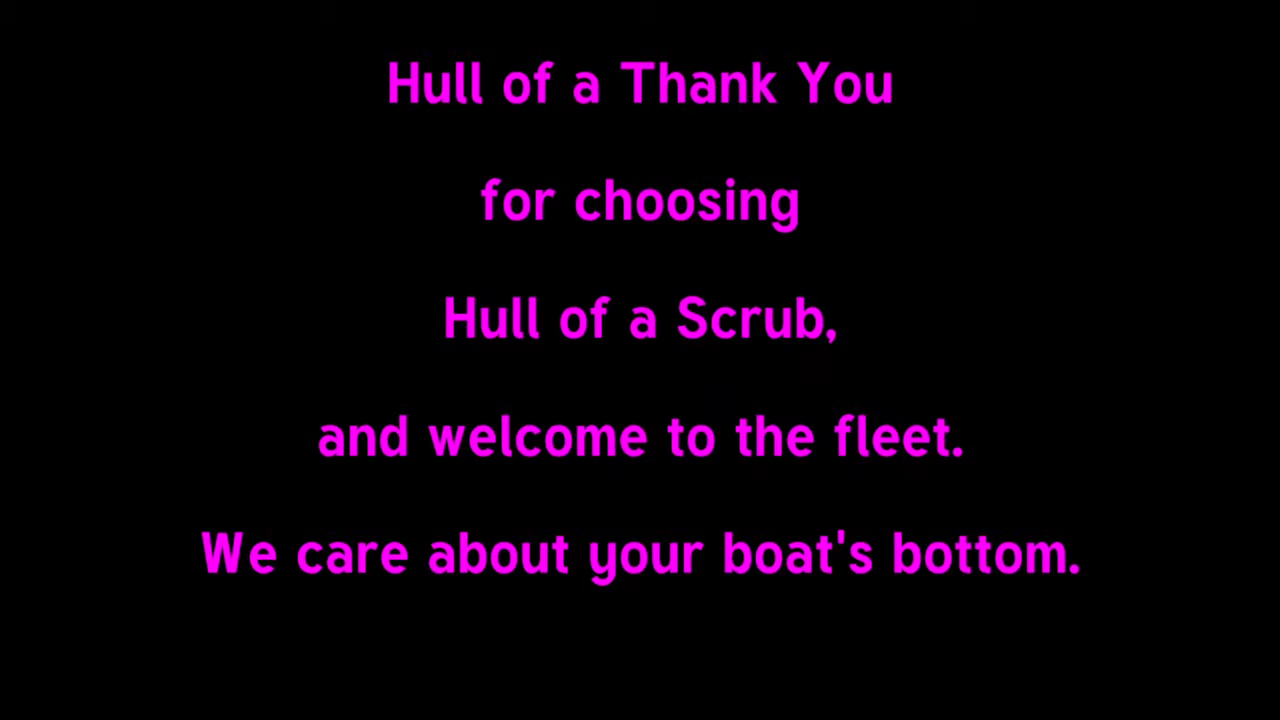 Hull of a Thank You
for choosing
Hull of a Scrub,
and welcome to the fleet.
We care about your boat's bottom.